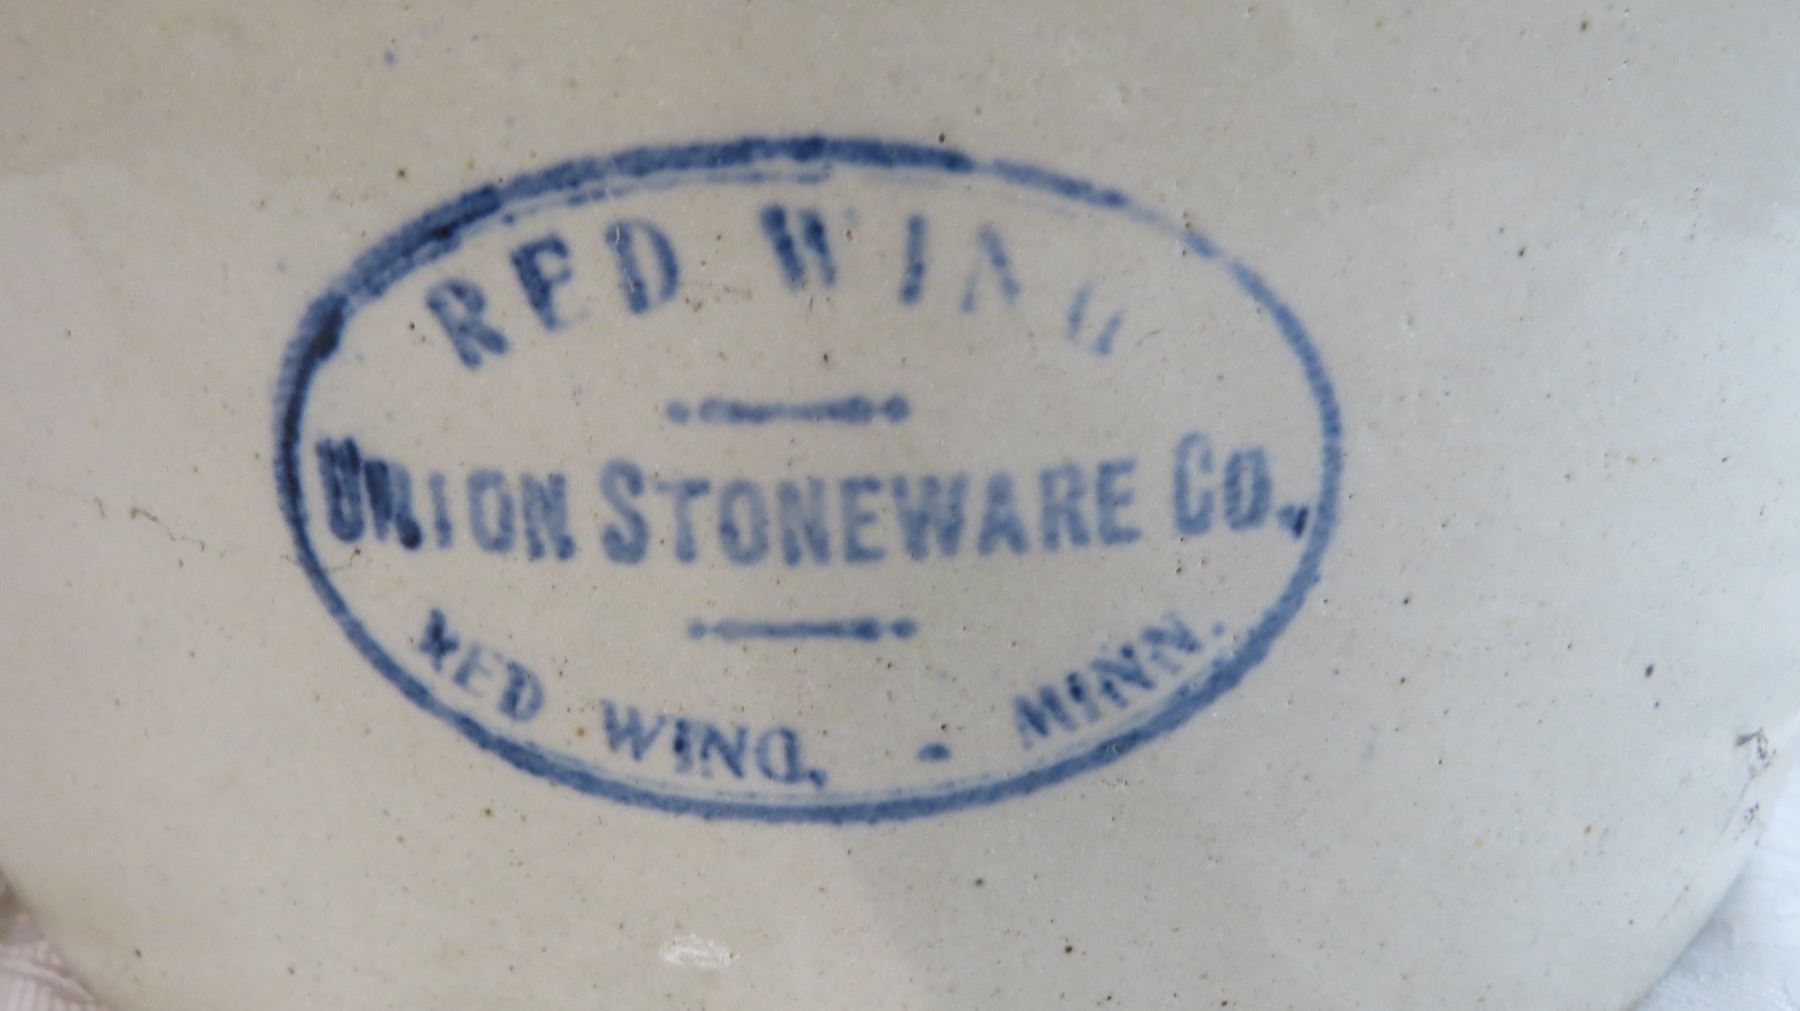 RED WING
UNION STONEWARE CO.,
RED WING, - MINN.